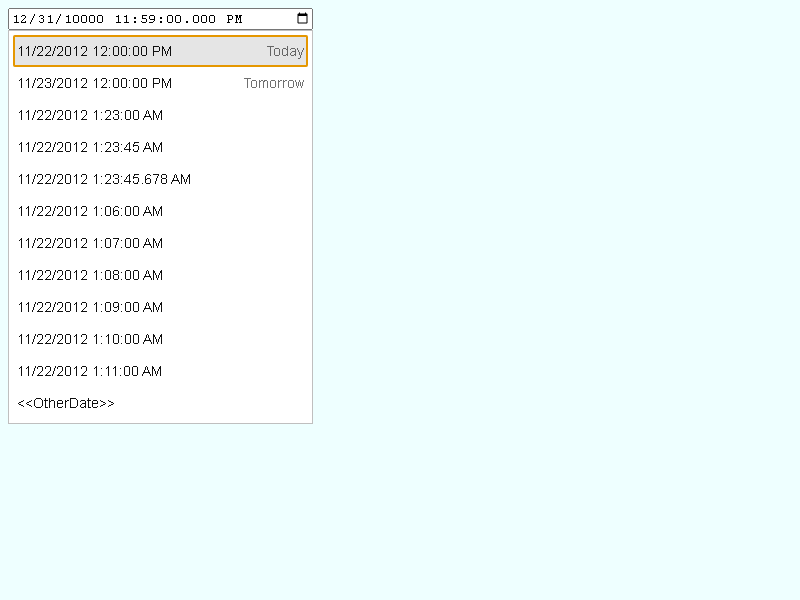 12/31/10000 11:59:00.000 PM
11/22/2012 12:00:00 PM Today
11/23/2012 12:00:00 PM Tomorrow
11/22/2012 1:23:00 AM
11/22/2012 1:23:45 AM
11/22/2012 1:23:45.678 AM
11/22/2012 1:06:00 AM
11/22/2012 1:07:00 AM
11/22/2012 1:08:00 AM
11/22/2012 1:09:00 AM
11/22/2012 1:10:00 AM
11/22/2012 1:11:00 AM
<<OtherDate>>